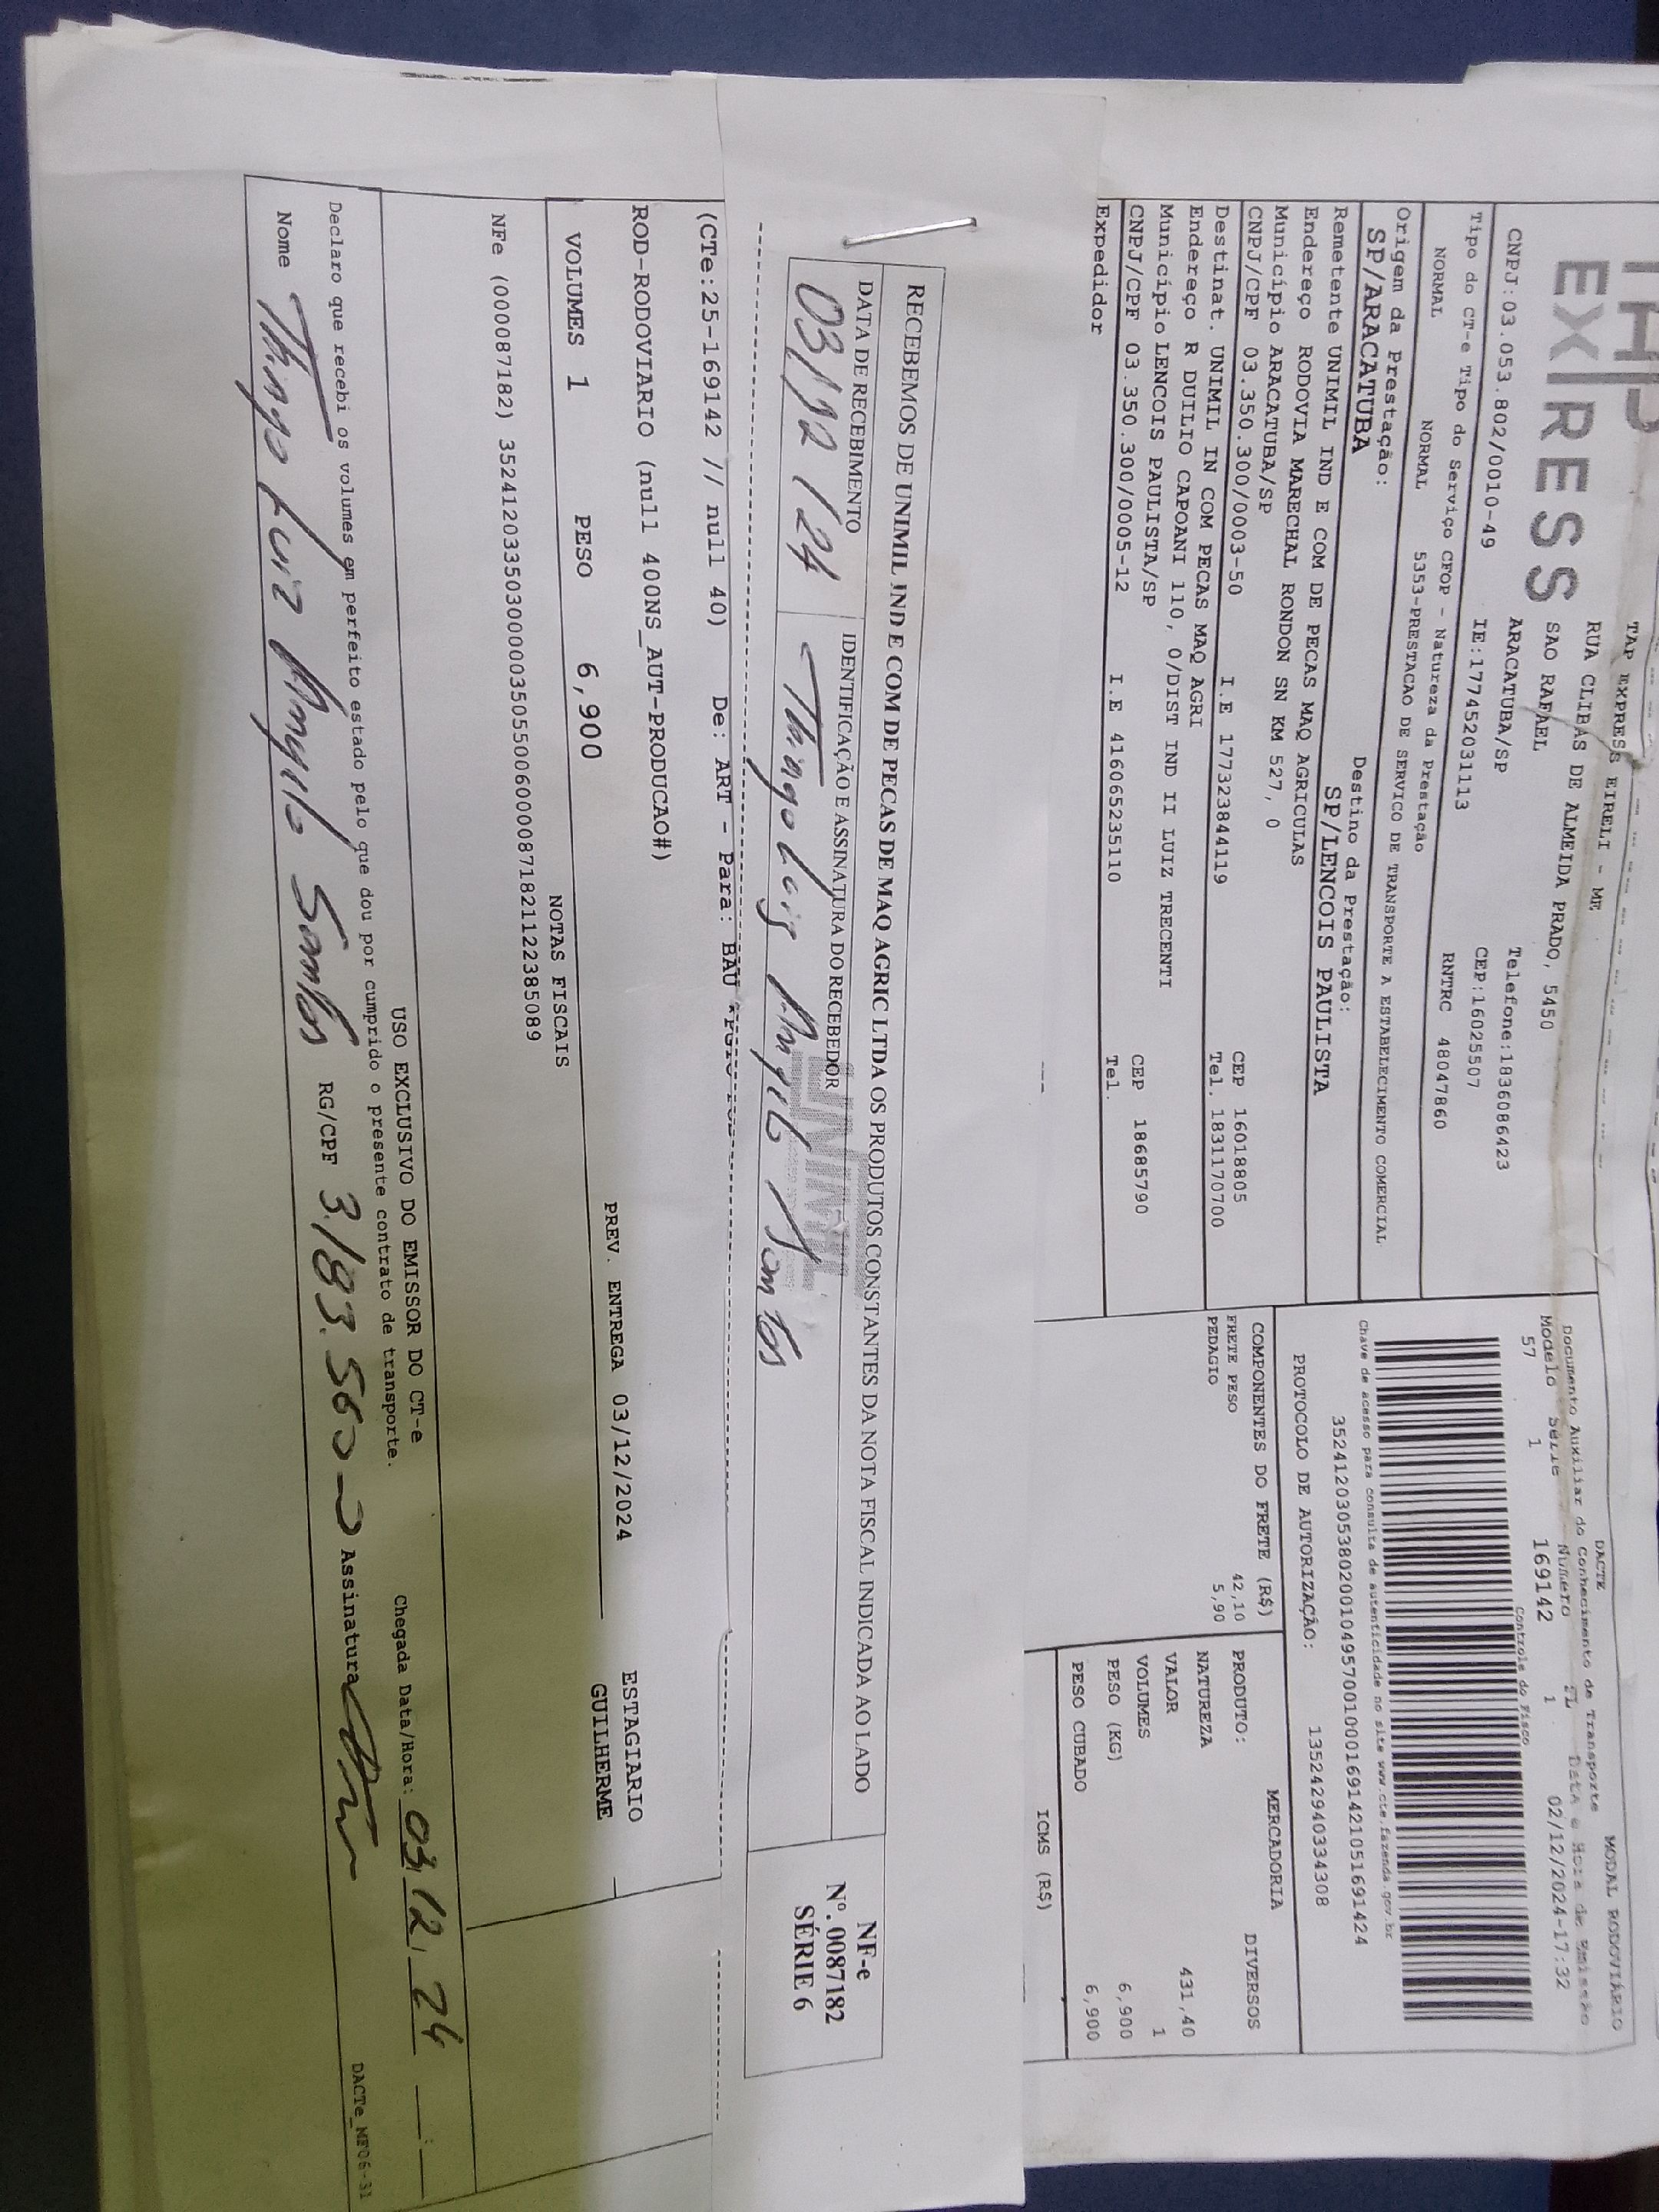 TAP EXPRESS EIRELI - ME
EXPRESS
RUA CLIBAS DE ALMEIDA PRADO, 5450
SAO RAFAEL
ARACATUBA/SP
Telefone:1836086423
CNPJ:03.053.802/0010-49
IE:177452031113
CEP:16025507
Tipo do CT-e Tipo do Serviço CFOP - Natureza da Prestação
RNTRC 48047860
NORMAL NORMAL 5353-PRESTACAO DE SERVICO DE TRANSPORTE A ESTABELECIMENTO COMERCIAL
Origem da Prestação:
Destino da Prestação:
SP/ARACATUBA
SP/LENCOIS PAULISTA
Remetente UNIMIL IND E COM DE PECAS MAQ AGRICULAS
Endereço RODOVIA MARECHAL RONDON SN KM 527, 0
Município ARACATUBA/SP
CEP 16018805
CNPJ/CPF 03.350.300/0003-50 I.E 177323844119 Tel. 1831170700
Destinat. UNIMIL IN COM PECAS MAQ AGRI
Endereço R DUILIO CAPOANI 110, 0/DIST IND II LUIZ TRECENTI
Município LENCOIS PAULISTA/SP
CEP 18685790
CNPJ/CPF 03.350.300/0005-12 I.E 416065235110 Tel.
Expedidor
DACTE
MODAL RODOVIÁRIO
Documento Auxiliar do Conhecimento de Transporte
Modelo Série Número FL Data e Hora de Emissão
57 1 169142 1 02/12/2024-17:32
Controle do Fisco
Chave de acesso para consulta de autenticidade no site www.cte.fazenda.gov.br
35241203053802001049570010001691421051691424
PROTOCOLO DE AUTORIZAÇÃO: 135242940334308
COMPONENTES DO FRETE (R$)
FRETE PESO 42,10
PEDAGIO 5,90
MERCADORIA
PRODUTO: DIVERSOS
NATUREZA
VALOR 431,40
VOLUMES 1
PESO (KG) 6,900
PESO CUBADO 6,900
ICMS (R$)
RECEBEMOS DE UNIMIL IND E COM DE PECAS DE MAQ AGRIC LTDA OS PRODUTOS CONSTANTES DA NOTA FISCAL INDICADA AO LADO
DATA DE RECEBIMENTO
IDENTIFICAÇÃO E ASSINATURA DO RECEBEDOR
03/12/24
Thiago Luiz Angelo Santos
UNIMIL
NF-e
Nº. 0087182
SÉRIE 6
(CTe:25-169142 // null 40) De: ART - Para: BAU
ROD-RODOVIARIO (null 400NS_AUT-PRODUCAO#)
ESTAGIARIO
GUILHERME
VOLUMES 1 PESO 6,900 PREV. ENTREGA 03/12/2024
NOTAS FISCAIS
NFe (000087182) 35241203350300000350550060000871821122385089
USO EXCLUSIVO DO EMISSOR DO CT-e
Declaro que recebi os volumes em perfeito estado pelo que dou por cumprido o presente contrato de transporte.
Chegada Data/Hora: 03/12/24
Nome Thiago Luiz Angelo Santos RG/CPF Assinatura
DACTe_MF06-31